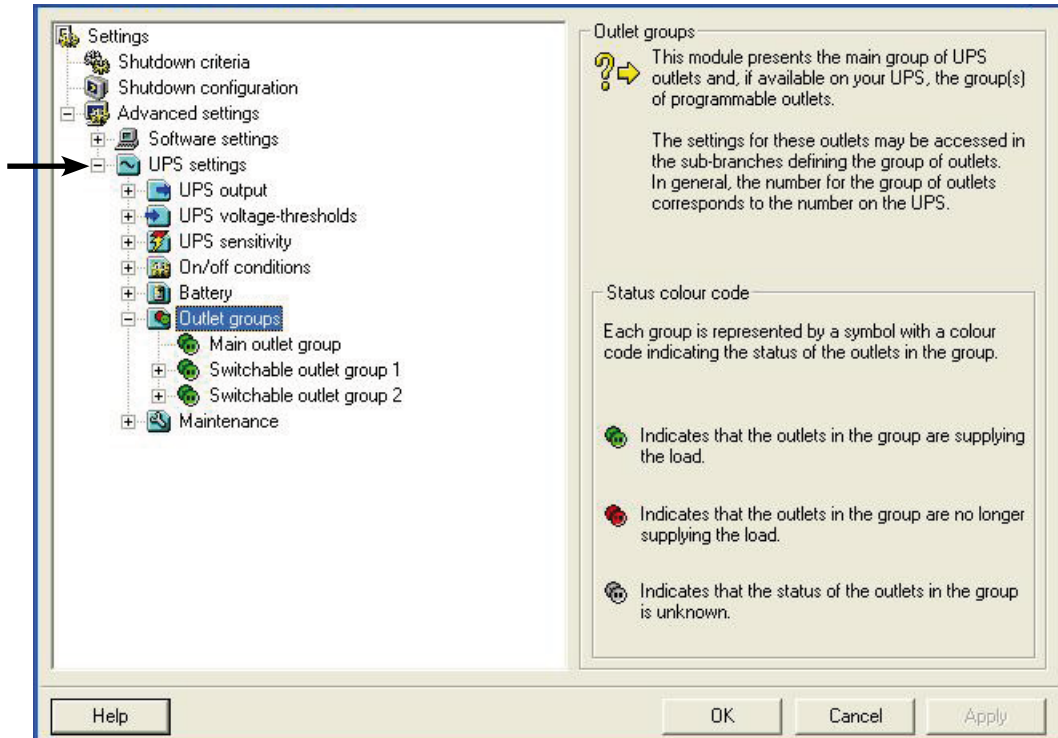 Settings
Shutdown criteria
Shutdown configuration
Advanced settings
Software settings
UPS settings
UPS output
UPS voltage-thresholds
UPS sensitivity
On/off conditions
Battery
Outlet groups
Main outlet group
Switchable outlet group 1
Switchable outlet group 2
Maintenance
Outlet groups
This module presents the main group of UPS
outlets and, if available on your UPS, the group(s)
of programmable outlets.
The settings for these outlets may be accessed in
the sub-branches defining the group of outlets.
In general, the number for the group of outlets
corresponds to the number on the UPS.
Status colour code
Each group is represented by a symbol with a colour
code indicating the status of the outlets in the group.
Indicates that the outlets in the group are supplying
the load.
Indicates that the outlets in the group are no longer
supplying the load.
Indicates that the status of the outlets in the group
is unknown.
Help
OK
Cancel
Apply